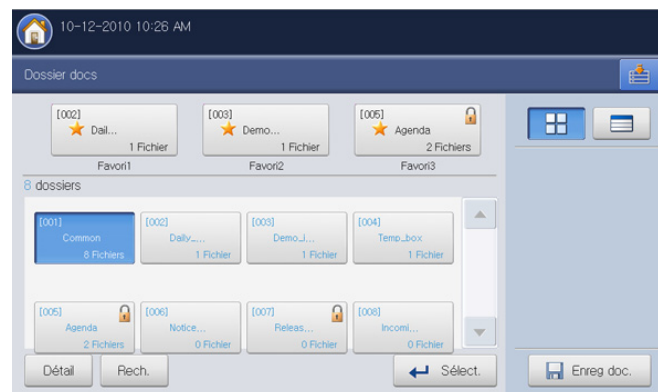 10-12-2010 10:26 AM
Dossier docs
[002] [003] [005]
Dail... Demo... Agenda
1 Fichier 1 Fichier 2 Fichiers
Favori1 Favori2 Favori3
8 dossiers
[001] [002] [003] [004]
Common Daily_... Demo_i... Temp_box
8 Fichiers 1 Fichier 1 Fichier 1 Fichier
[005] [006] [007] [008]
Agenda Notice... Releas... Incomi...
2 Fichiers 0 Fichier 0 Fichier 0 Fichier
Détail Rech. Sélect. Enreg doc.